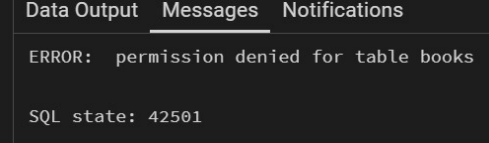 Data Output Messages Notifications
ERROR:  permission denied for table books
SQL state: 42501